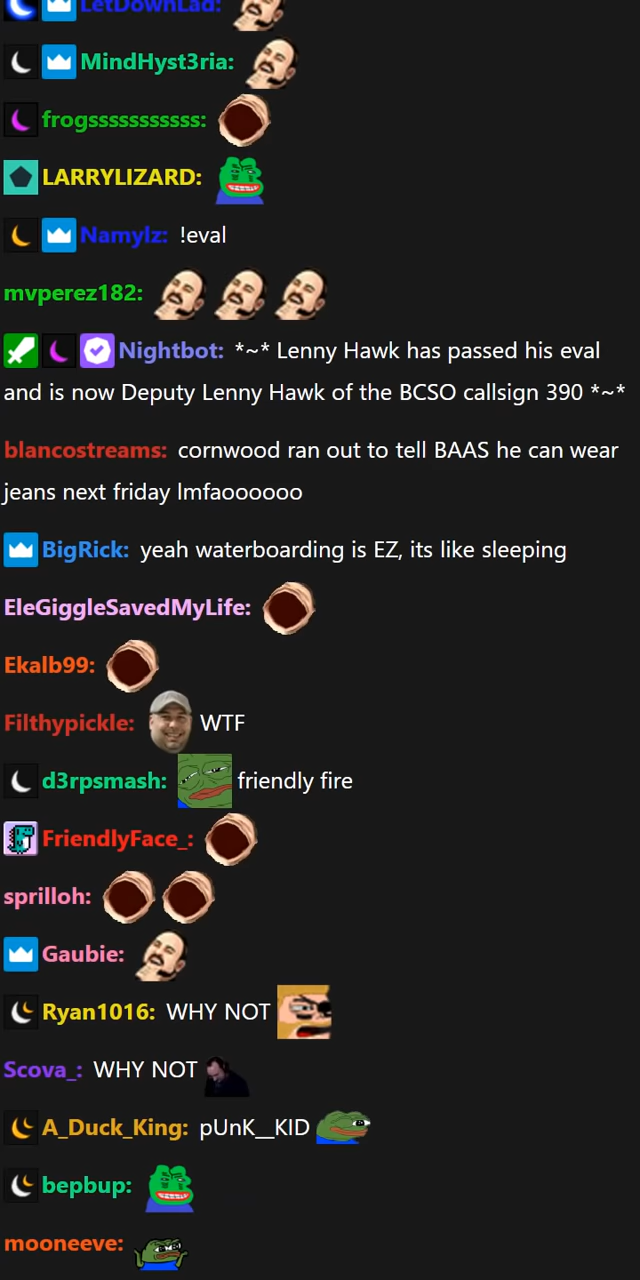 LetDownLad:
MindHyst3ria:
frogsssssssssss:
LARRYLIZARD:
Namylz: !eval
mvperez182:
Nightbot: *~* Lenny Hawk has passed his eval
and is now Deputy Lenny Hawk of the BCSO callsign 390 *~*
blancostreams: cornwood ran out to tell BAAS he can wear
jeans next friday lmfaoooooo
BigRick: yeah waterboarding is EZ, its like sleeping
EleGiggleSavedMyLife:
Ekalb99:
Filthypickle: WTF
d3rpsmash: friendly fire
FriendlyFace_:
sprilloh:
Gaubie:
Ryan1016: WHY NOT
Scova_: WHY NOT
A_Duck_King: pUnK__KID
bepbup:
mooneeve: